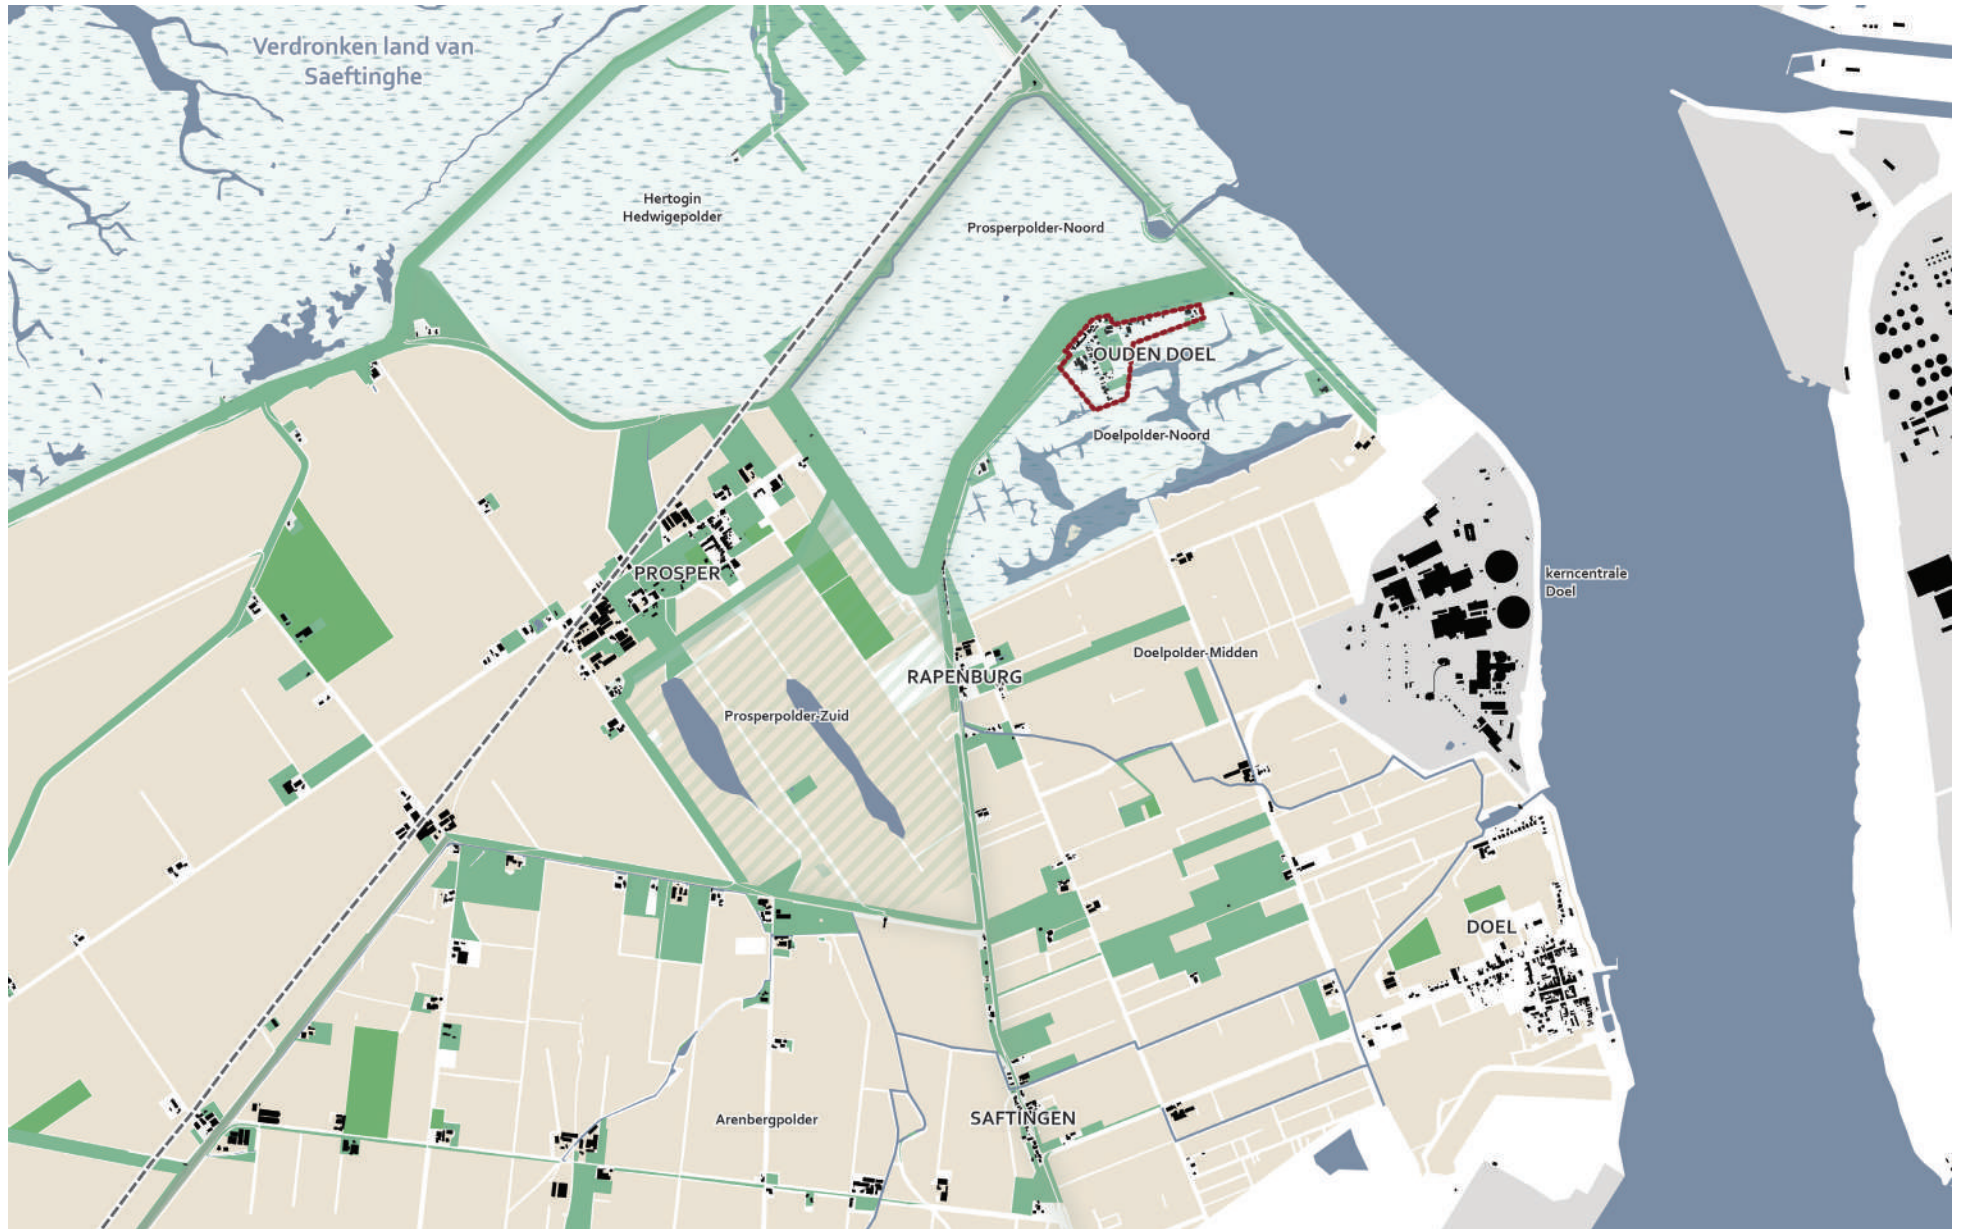 Verdronken land van
Saeftinghe
Hertogin
Hedwigepolder
Prosperpolder-Noord
OUDEN DOEL
Doelpolder-Noord
PROSPER
kerncentrale
Doel
Doelpolder-Midden
RAPENBURG
Prosperpolder-Zuid
DOEL
Arenbergpolder
SAFTINGEN